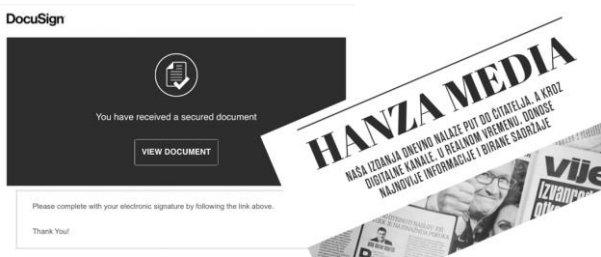 DocuSign
You have received a secured document
VIEW DOCUMENT
Please complete with your electronic signature by following the link above.
Thank You!
HANZA MEDIA
NAŠA IZDANJA DNEVNO NALAZE PUT DO ČITATELJA, A KROZ
DIGITALNE KANALE, U REALNOM VREMENU, DONOSE
NAJNOVIJE INFORMACIJE I BIRANE SADRŽAJE